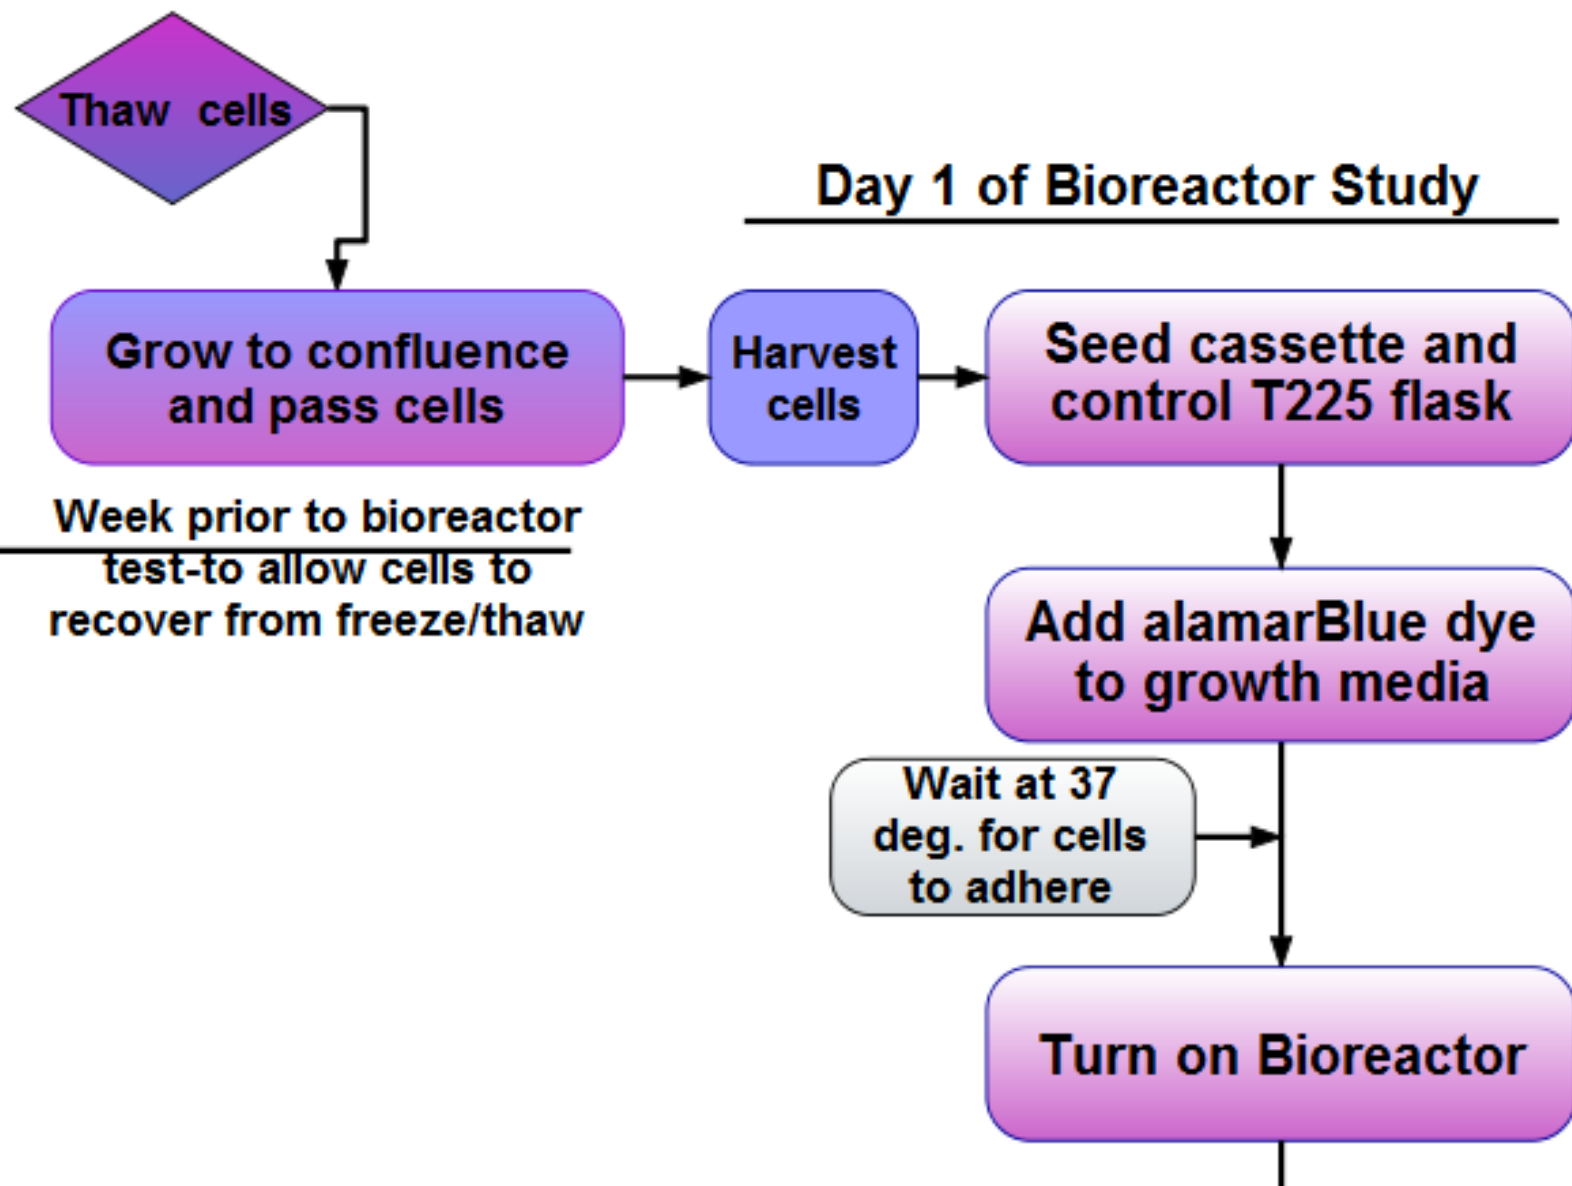 Thaw cells
Day 1 of Bioreactor Study
Grow to confluence
and pass cells
Harvest
cells
Seed cassette and
control T225 flask
Week prior to bioreactor
test-to allow cells to
recover from freeze/thaw
Add alamarBlue dye
to growth media
Wait at 37
deg. for cells
to adhere
Turn on Bioreactor